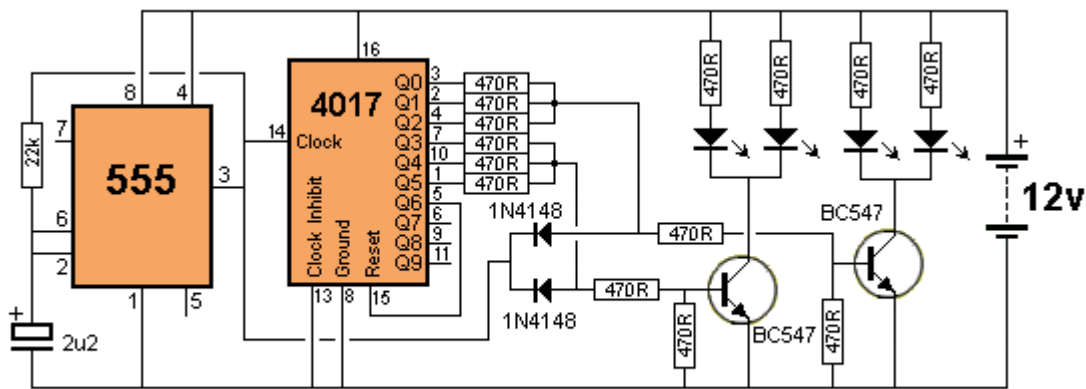 16
8
4
3
Q0
470R
2
Q1
470R
4
Q2
470R
7
Q3
470R
10
Q4
470R
1
Q5
470R
5
Q6
6
Q7
9
Q8
11
Q9
4017
14
Clock
Clock Inhibit
Ground
Reset
13
8
15
7
22k
555
3
6
2
1
5
+
2u2
1N4148
1N4148
470R
470R
470R
470R
470R
470R
470R
470R
BC547
BC547
+
12v